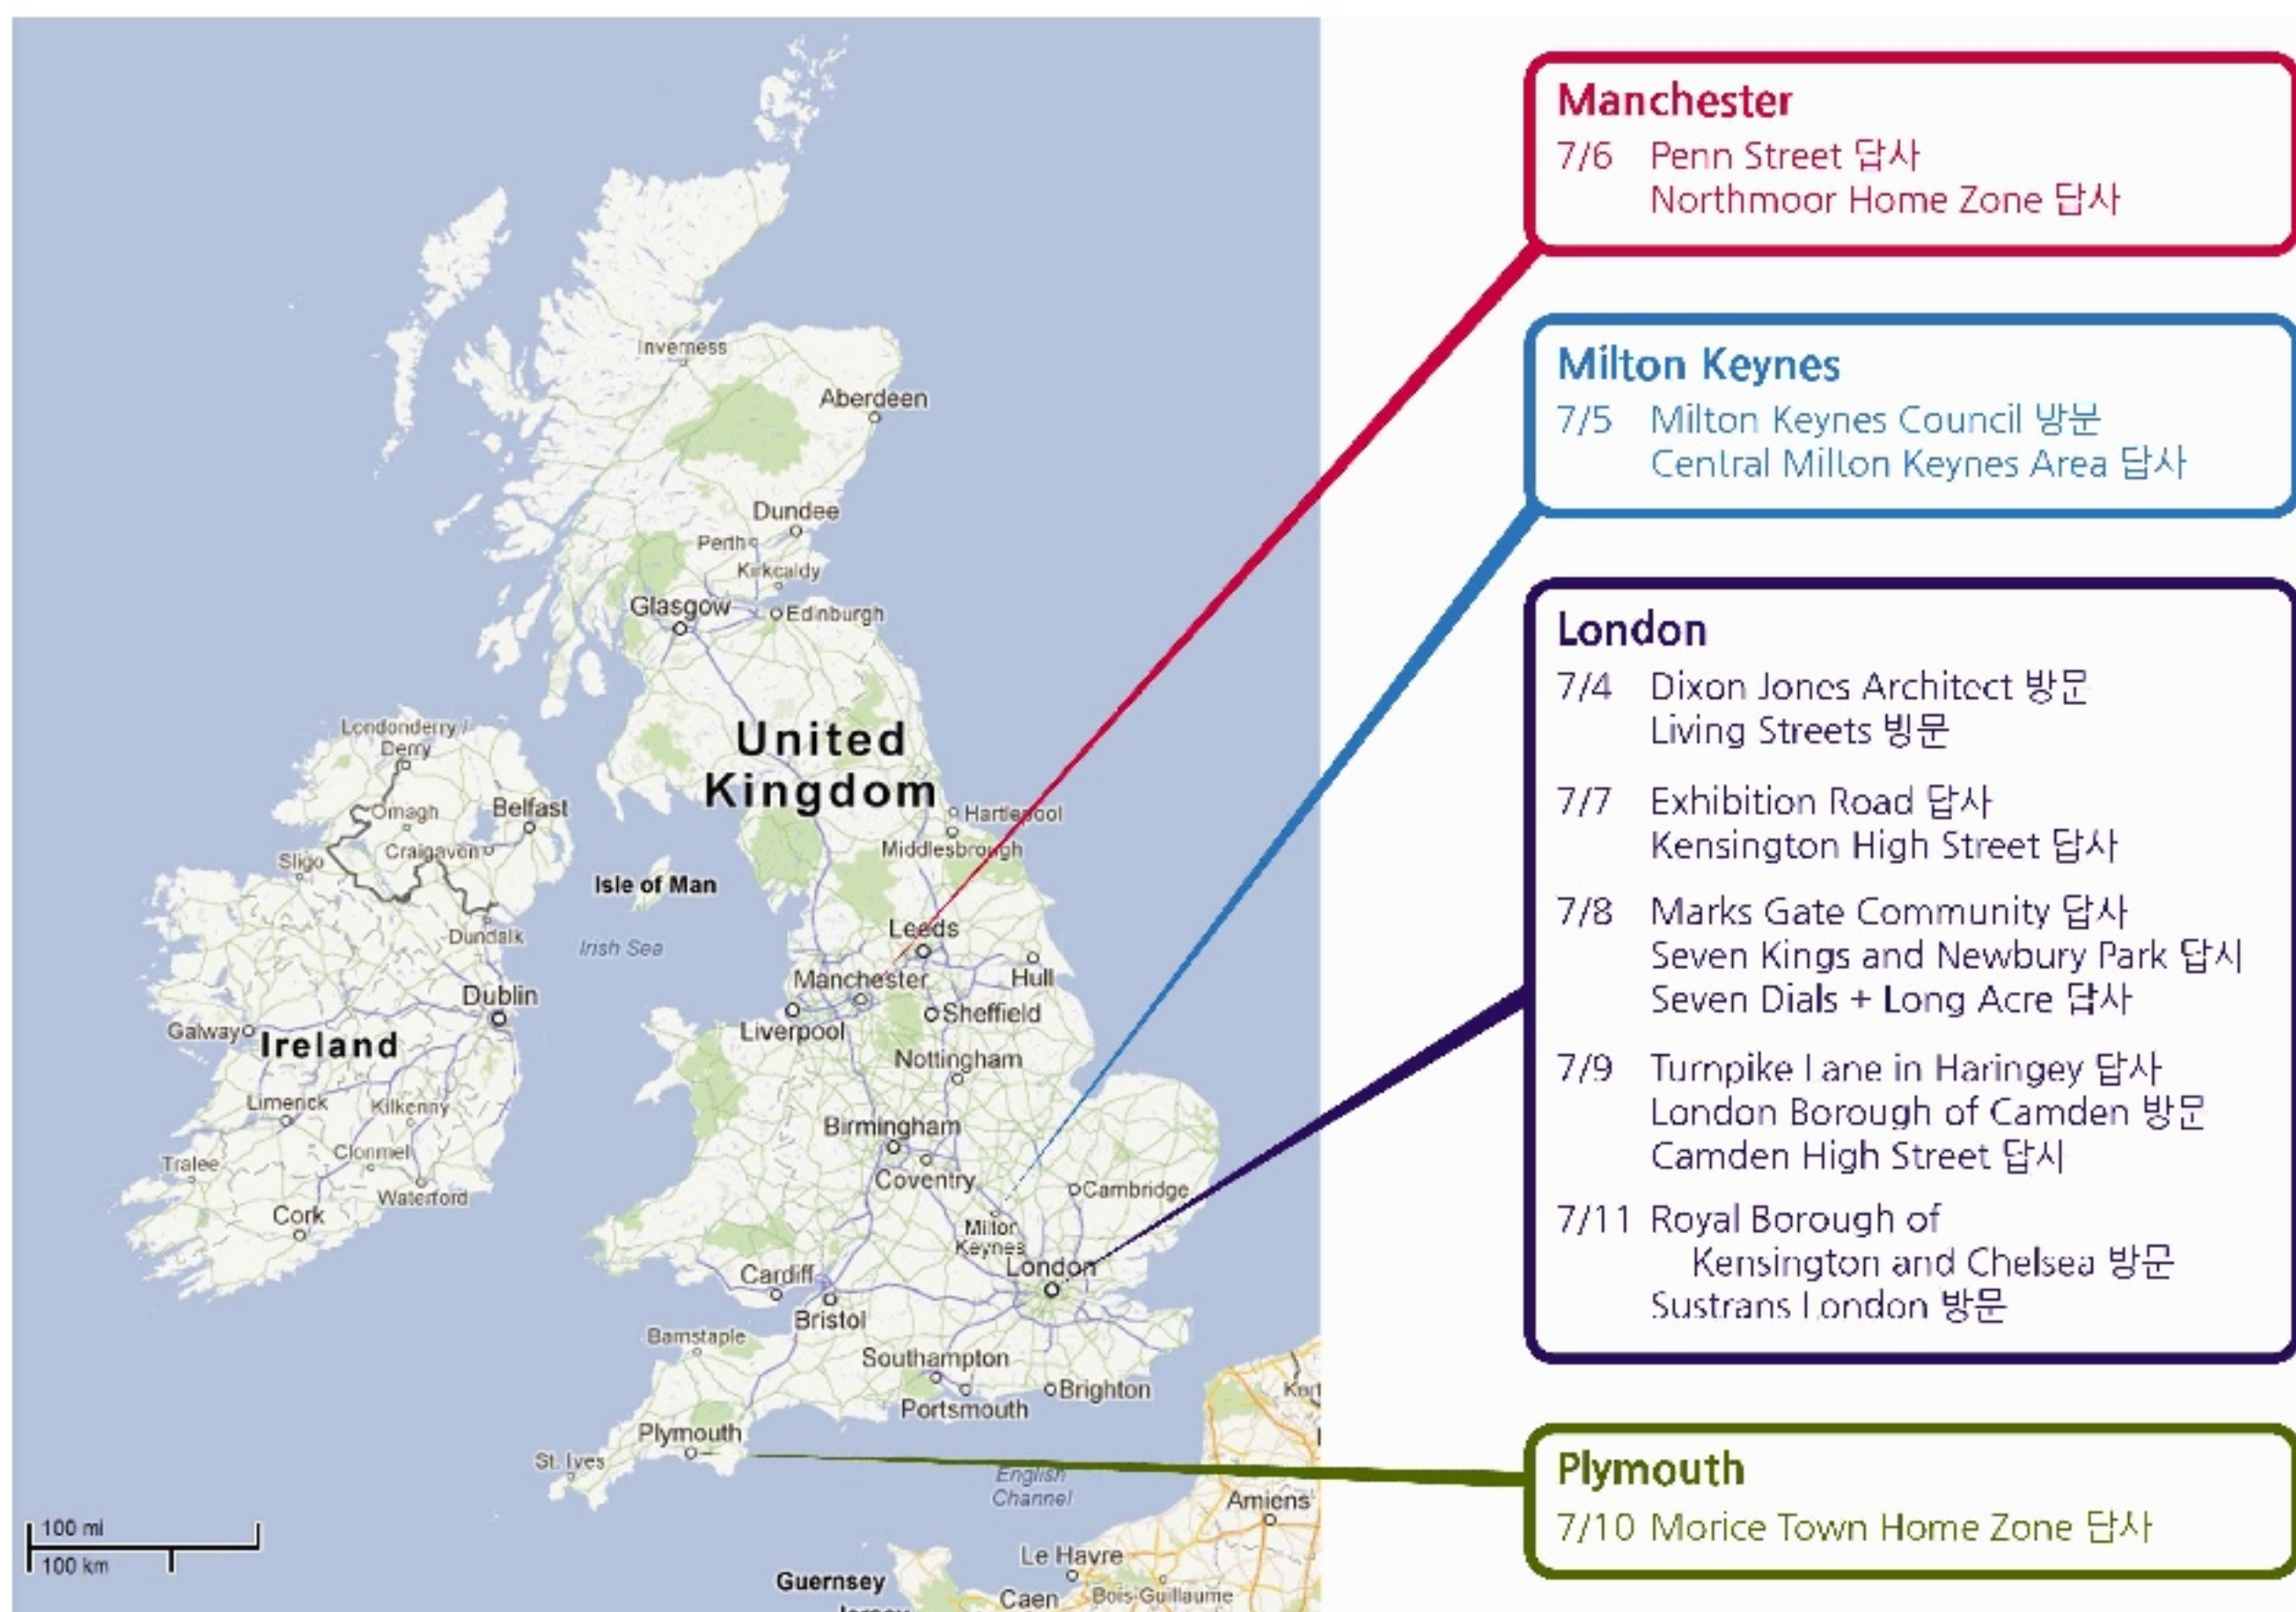 Inverness
Aberdeen
Dundee
Perth
Kirkcaldy
Glasgow
Edinburgh
Londonderry /
Derry
United
Kingdom
Omagh
Belfast
Hartlepool
Sligo
Craigavon
Middlesbrough
Isle of Man
Leeds
Dundalk
Irish Sea
Manchester
Hull
Dublin
Liverpool
Sheffield
Galway
Ireland
Nottingham
Limerick
Kilkenny
Birmingham
Clonmel
Tralee
Coventry
Waterford
Cambridge
Cork
Milton
Keynes
London
Cardiff
Bristol
Barnstaple
Southampton
Brighton
Portsmouth
Plymouth
St. Ives
English
Channel
Amiens
100 mi
100 km
Le Havre
Guernsey
Caen
Bois-Guillaume
Manchester
7/6 Penn Street 답사
Northmoor Home Zone 답사
Milton Keynes
7/5 Milton Keynes Council 방문
Central Milton Keynes Area 답사
London
7/4 Dixon Jones Architect 방문
Living Streets 방문
7/7 Exhibition Road 답사
Kensington High Street 답사
7/8 Marks Gate Community 답사
Seven Kings and Newbury Park 답사
Seven Dials + Long Acre 답사
7/9 Turnpike Lane in Haringey 답사
London Borough of Camden 방문
Camden High Street 답사
7/11 Royal Borough of
Kensington and Chelsea 방문
Sustrans London 방문
Plymouth
7/10 Morice Town Home Zone 답사